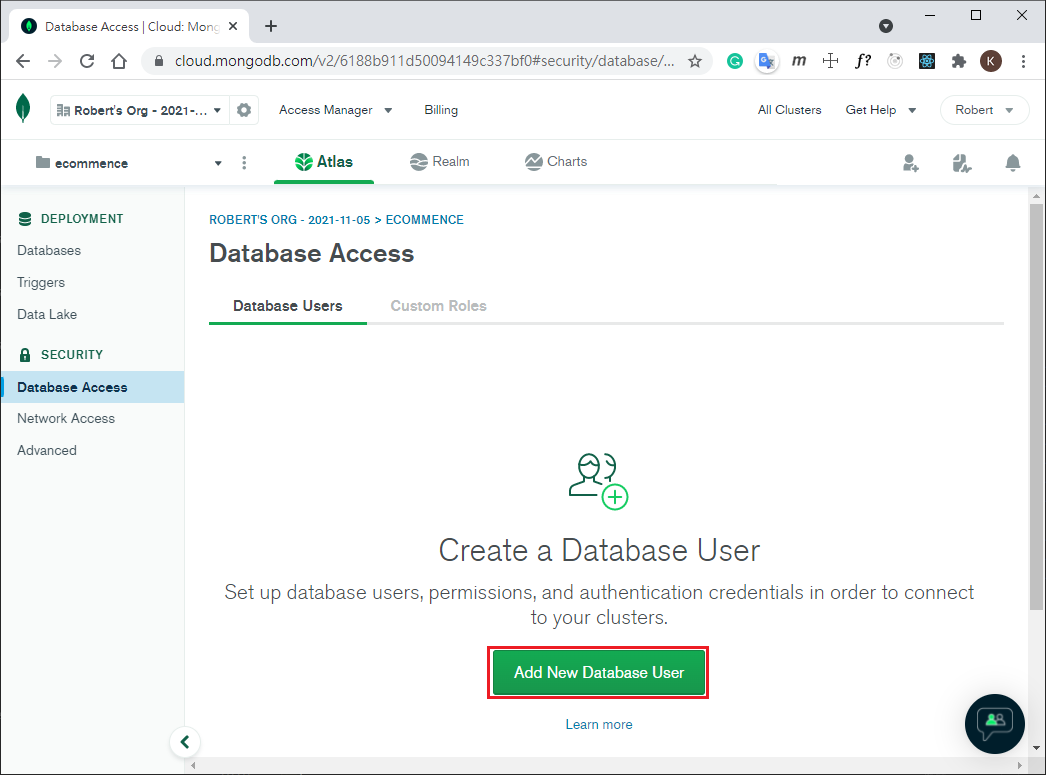 Database Access | Cloud: Mong
cloud.mongodb.com/v2/6188b911d50094149c337bf0#security/database/...
m
f?
K
Robert's Org - 2021-...
Access Manager
Billing
All Clusters
Get Help
Robert
ecommence
Atlas
Realm
Charts
DEPLOYMENT
Databases
Triggers
Data Lake
SECURITY
Database Access
Network Access
Advanced
ROBERT'S ORG - 2021-11-05 > ECOMMENCE
Database Access
Database Users
Custom Roles
Create a Database User
Set up database users, permissions, and authentication credentials in order to connect
to your clusters.
Add New Database User
Learn more